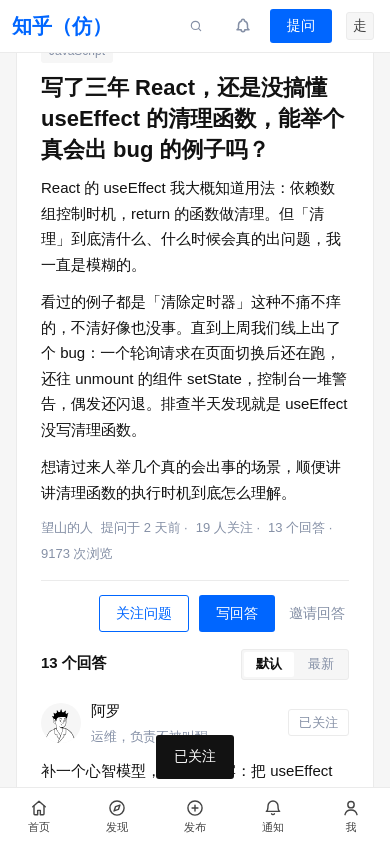 知乎（仿）
提问
走
JavaScript
写了三年 React，还是没搞懂
useEffect 的清理函数，能举个
真会出 bug 的例子吗？
React 的 useEffect 我大概知道用法：依赖数
组控制时机，return 的函数做清理。但「清
理」到底清什么、什么时候会真的出问题，我
一直是模糊的。
看过的例子都是「清除定时器」这种不痛不痒
的，不清好像也没事。直到上周我们线上出了
个 bug：一个轮询请求在页面切换后还在跑，
还往 unmount 的组件 setState，控制台一堆警
告，偶发还闪退。排查半天发现就是 useEffect
没写清理函数。
想请过来人举几个真的会出事的场景，顺便讲
讲清理函数的执行时机到底怎么理解。
望山的人 提问于 2 天前 · 19 人关注 · 13 个回答 ·
9173 次浏览
关注问题
写回答
邀请回答
13 个回答
默认
最新
阿罗
运维，负责
已关注
已关注
补一个心智模型，
：把 useEffect
首页
发现
发布
通知
我